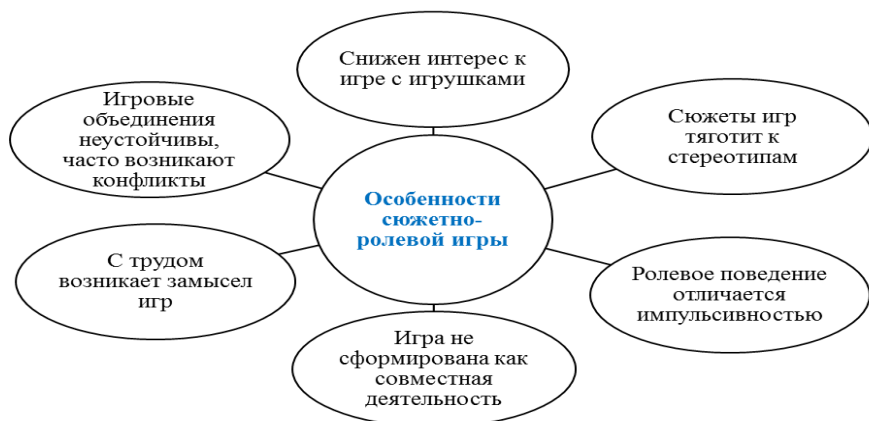 Снижен интерес к
игре с игрушками
Игровые
объединения
неустойчивы,
часто возникают
конфликты
Сюжеты игр
тяготит к
стереотипам
Особенности
сюжетно-
ролевой игры
С трудом
возникает замысел
игр
Ролевое поведение
отличается
импульсивностью
Игра не
сформирована как
совместная
деятельность